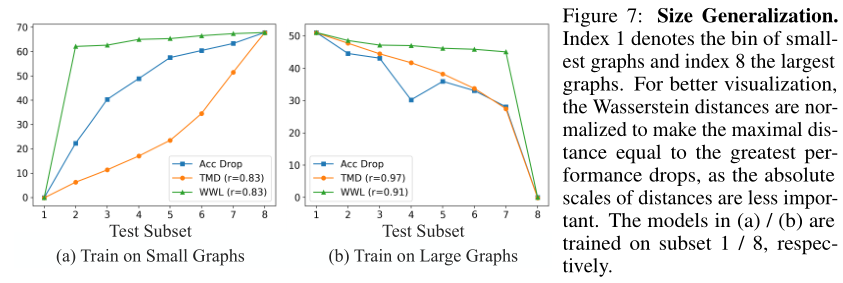 70
60
50
40
30
20
10
0
Acc Drop
TMD (r=0.83)
WWL (r=0.83)
1 2 3 4 5 6 7 8
Test Subset
(a) Train on Small Graphs
50
40
30
20
10
0
Acc Drop
TMD (r=0.97)
WWL (r=0.91)
1 2 3 4 5 6 7 8
Test Subset
(b) Train on Large Graphs
Figure 7: Size Generalization.
Index 1 denotes the bin of small-
est graphs and index 8 the largest
graphs. For better visualization,
the Wasserstein distances are nor-
malized to make the maximal dis-
tance equal to the greatest per-
formance drops, as the absolute
scales of distances are less impor-
tant. The models in (a) / (b) are
trained on subset 1 / 8, respec-
tively.